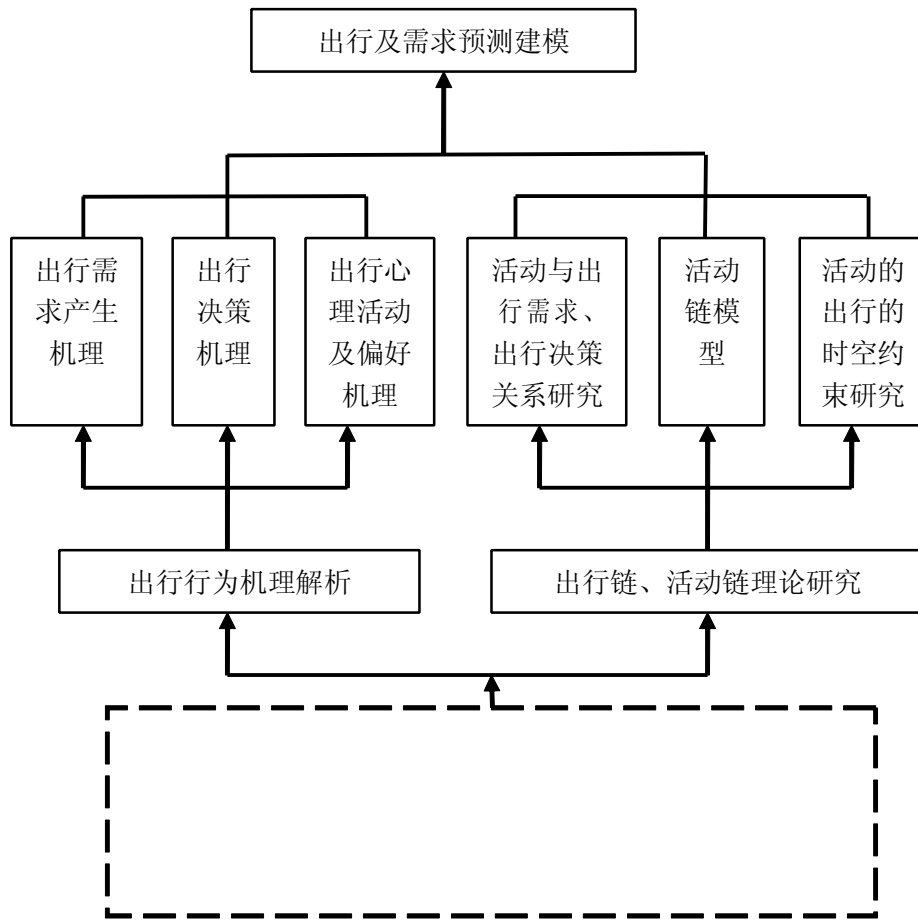 出行及需求预测建模
出行需
求产生
机理
出行
决策
机理
出行心
理活动
及偏好
机理
活动与出
行需求、
出行决策
关系研究
活动
链模
型
活动的
出行的
时空约
束研究
出行行为机理解析
出行链、活动链理论研究